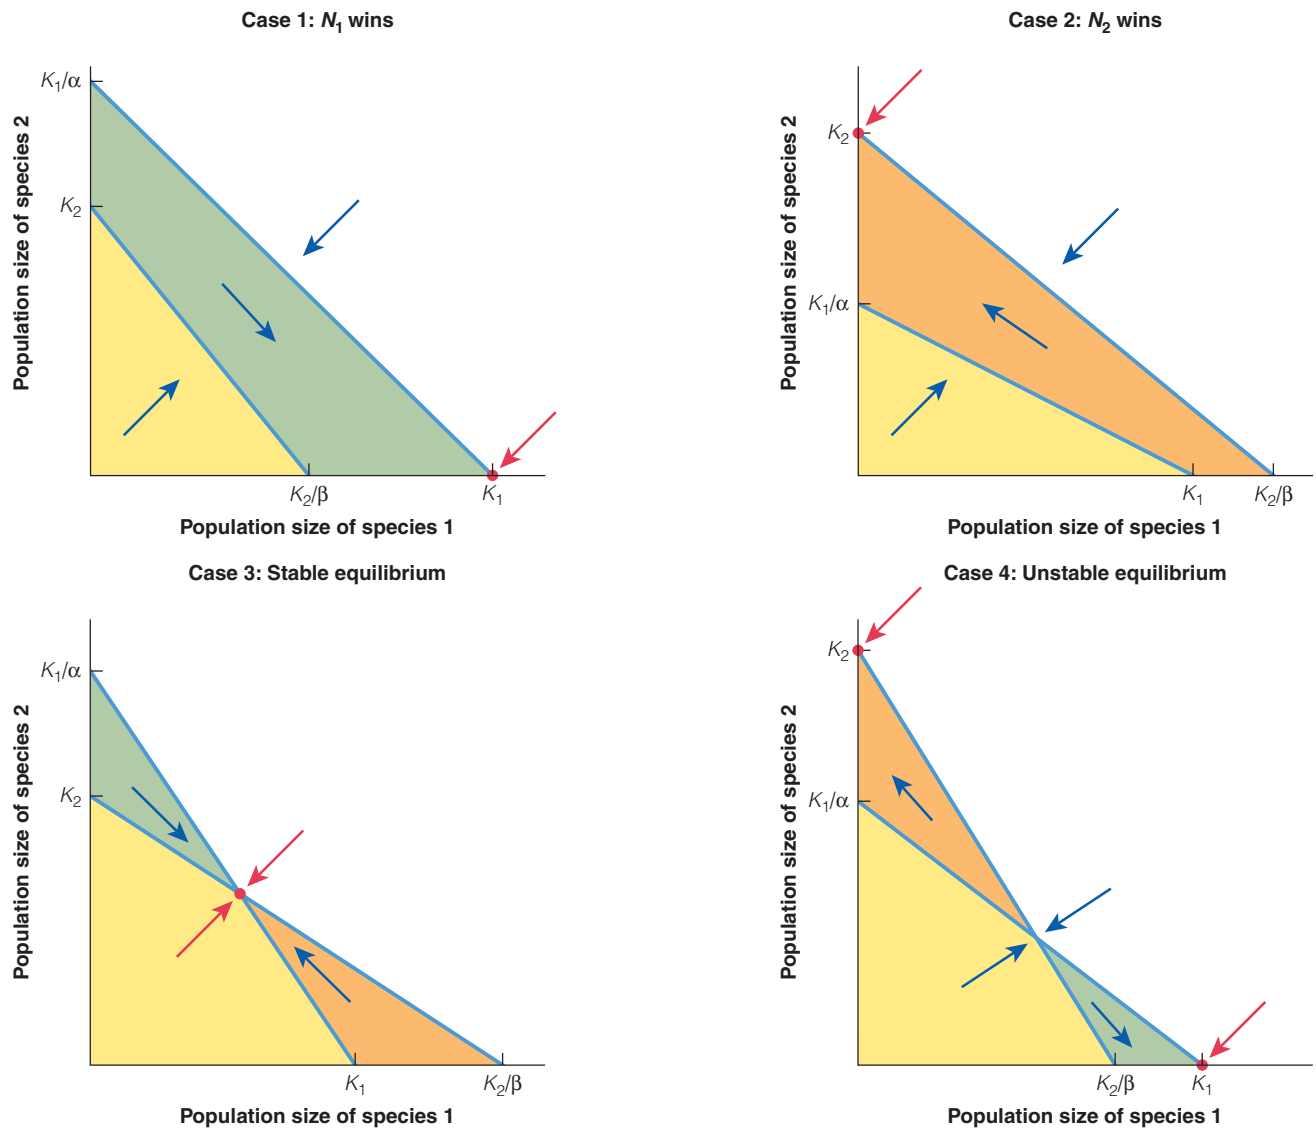 Case 1: N₁ wins
K₁/α
K₂
Population size of species 2
K₂/β
K₁
Population size of species 1
Case 2: N₂ wins
K₂
K₁/α
Population size of species 2
K₁
K₂/β
Population size of species 1
Case 3: Stable equilibrium
K₁/α
K₂
Population size of species 2
K₁
K₂/β
Population size of species 1
Case 4: Unstable equilibrium
K₂
K₁/α
Population size of species 2
K₂/β
K₁
Population size of species 1